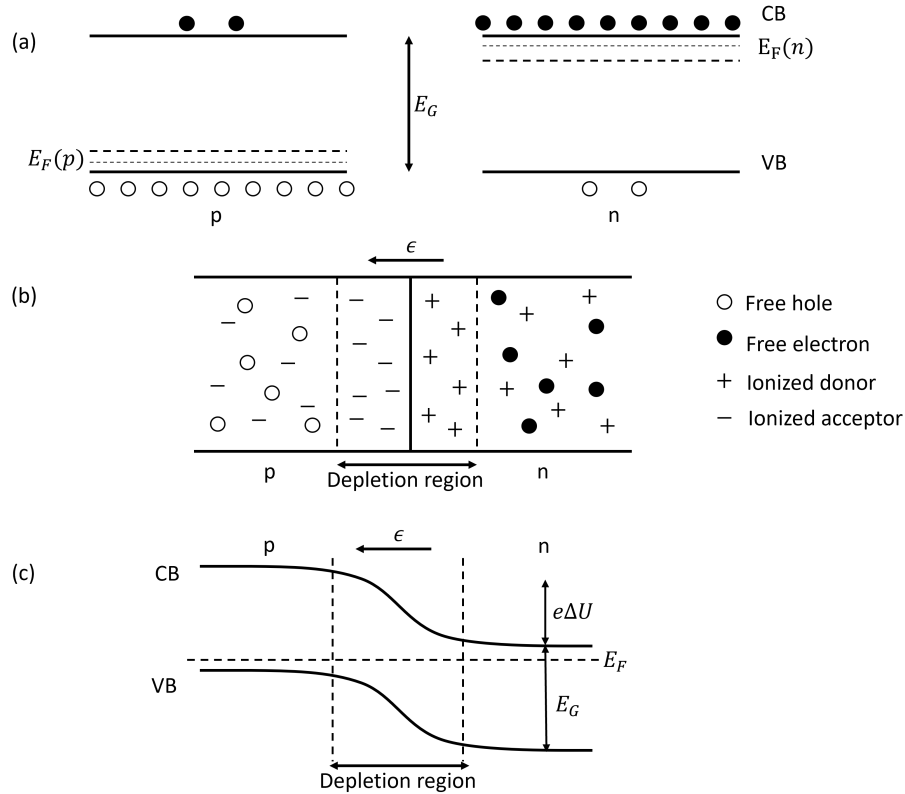 (a)
CB
E_F(n)
E_G
E_F(p)
VB
p
n
ϵ
(b)
Free hole
Free electron
+ Ionized donor
− Ionized acceptor
p
n
Depletion region
p
ϵ
n
(c)
CB
eΔU
E_F
VB
E_G
Depletion region